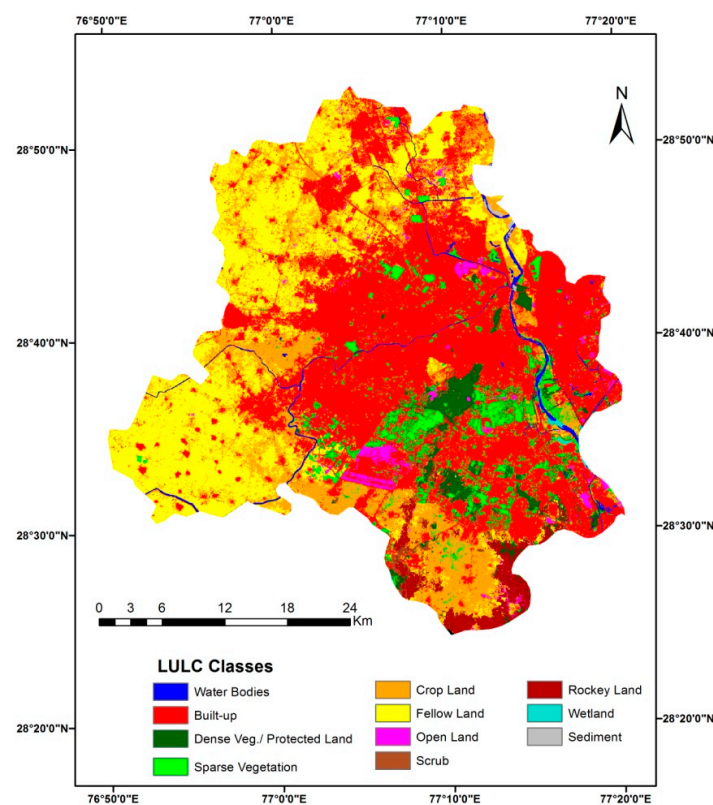 76°50'0"E 77°0'0"E 77°10'0"E 77°20'0"E
N
28°50'0"N 28°50'0"N
28°40'0"N 28°40'0"N
28°30'0"N 28°30'0"N
0 3 6 12 18 24
Km
LULC Classes
Water Bodies
Built-up
Dense Veg./ Protected Land
Sparse Vegetation
Crop Land
Fellow Land
Open Land
Scrub
Rockey Land
Wetland
Sediment
28°20'0"N 28°20'0"N
76°50'0"E 77°0'0"E 77°10'0"E 77°20'0"E